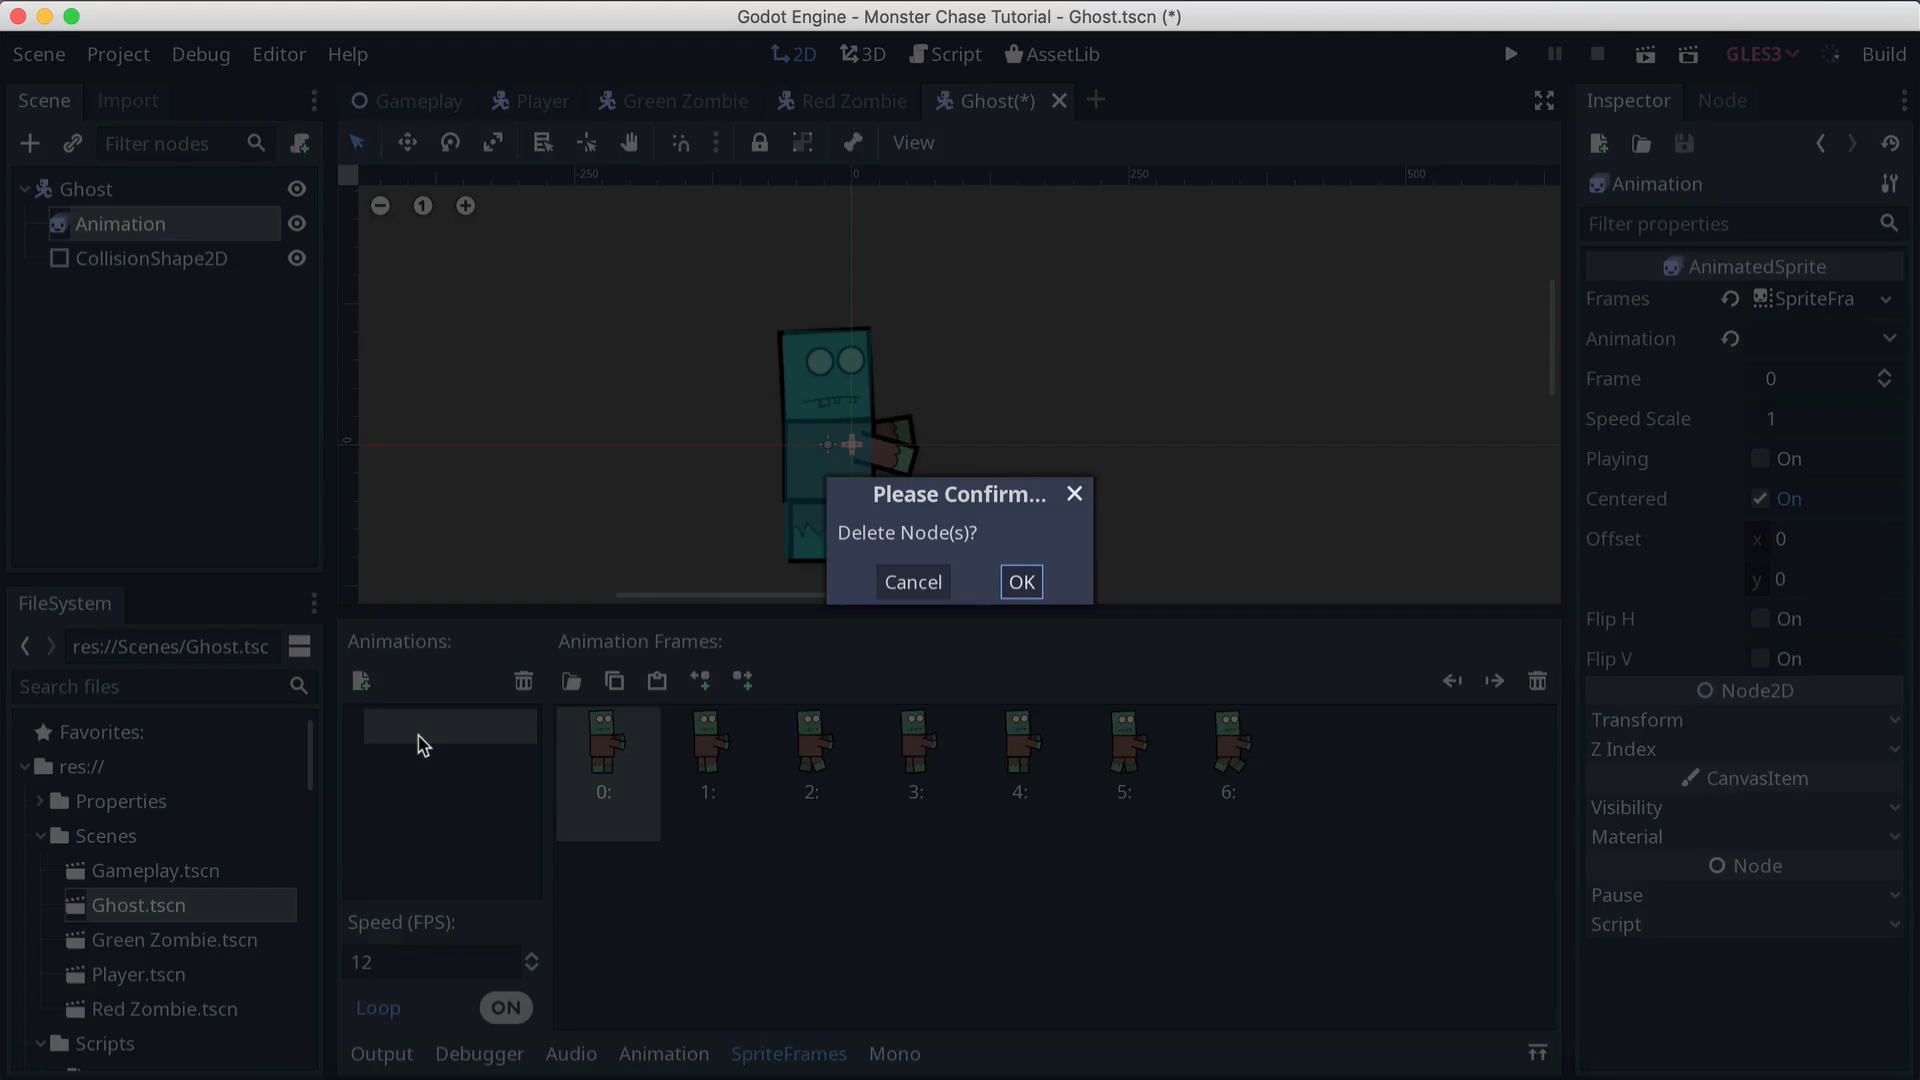 Godot Engine - Monster Chase Tutorial - Ghost.tscn (*)
Scene Project Debug Editor Help
2D 3D Script AssetLib
GLES3 Build
Scene Import
Gameplay Player Green Zombie Red Zombie Ghost(*)
Inspector Node
Filter nodes
View
Ghost
Animation
CollisionShape2D
-250 0 250 500
1
0
Animation
Filter properties
AnimatedSprite
Frames SpriteFra
Animation
Frame 0
Speed Scale 1
Playing On
Centered On
Offset x 0
y 0
Flip H On
Flip V On
Node2D
Transform
Z Index
CanvasItem
Visibility
Material
Node
Pause
Script
Please Confirm...
Delete Node(s)?
Cancel OK
FileSystem
res://Scenes/Ghost.tsc
Search files
Favorites:
res://
Properties
Scenes
Gameplay.tscn
Ghost.tscn
Green Zombie.tscn
Player.tscn
Red Zombie.tscn
Scripts
Animations:
Animation Frames:
0: 1: 2: 3: 4: 5: 6:
Speed (FPS):
12
Loop ON
Output Debugger Audio Animation SpriteFrames Mono